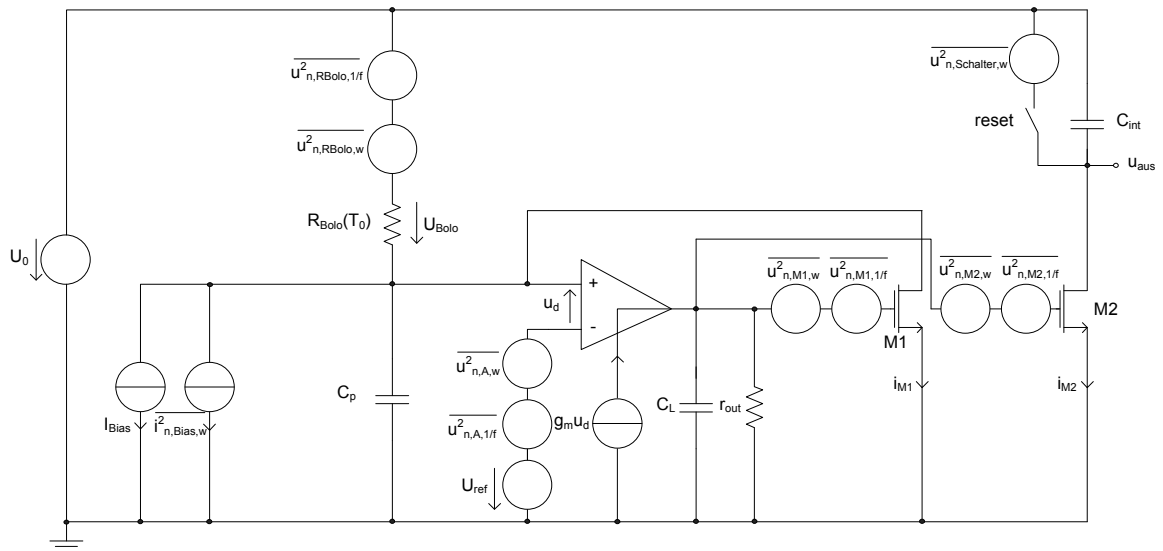 u²n,RBolo,1/f
u²n,Schalter,w
reset
Cint
u²n,RBolo,w
uaus
RBolo(T0)
UBolo
U0
u²n,M1,w
u²n,M1,1/f
u²n,M2,w
u²n,M2,1/f
+
ud
-
M1
M2
u²n,A,w
iM1
iM2
Cp
CL
rout
IBias
i²n,Bias,w
u²n,A,1/f
gmud
Uref